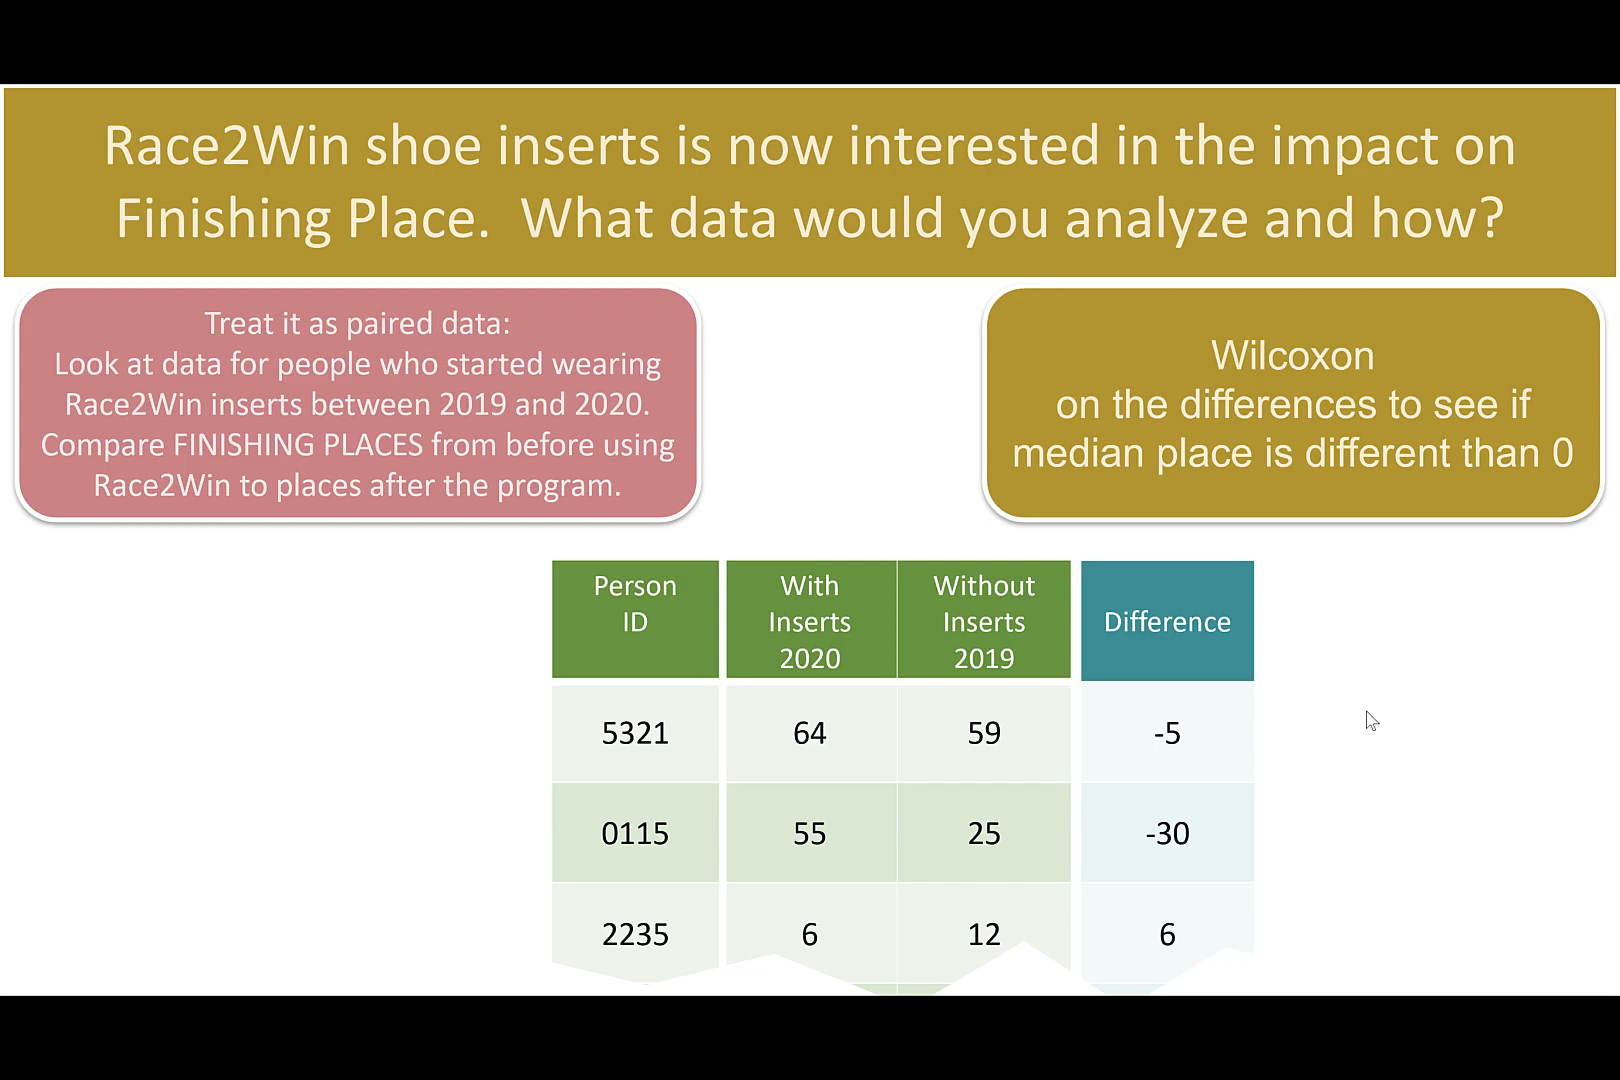 Race2Win shoe inserts is now interested in the impact on
Finishing Place.  What data would you analyze and how?
Treat it as paired data:
Look at data for people who started wearing
Race2Win inserts between 2019 and 2020.
Compare FINISHING PLACES from before using
Race2Win to places after the program.
Wilcoxon
on the differences to see if
median place is different than 0
Person ID | With Inserts 2020 | Without Inserts 2019 | Difference
5321 | 64 | 59 | -5
0115 | 55 | 25 | -30
2235 | 6 | 12 | 6